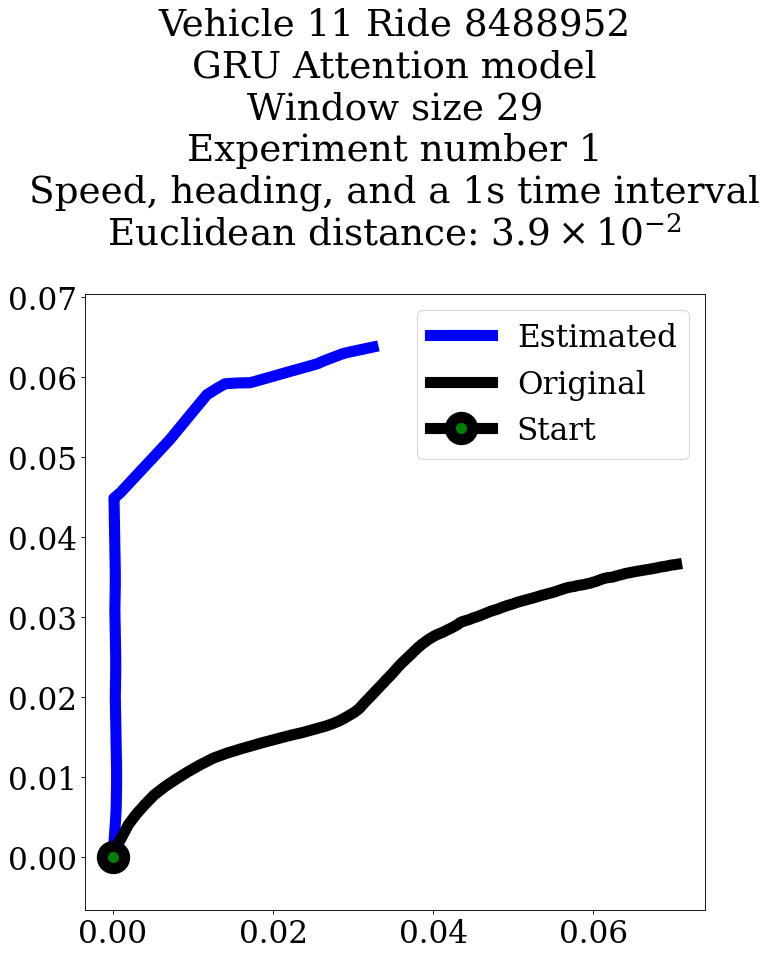 Vehicle 11 Ride 8488952
GRU Attention model
Window size 29
Experiment number 1
Speed, heading, and a 1s time interval
Euclidean distance: 3.9 × 10⁻²
0.07
0.06
0.05
0.04
0.03
0.02
0.01
0.00
Estimated
Original
Start
0.00 0.02 0.04 0.06